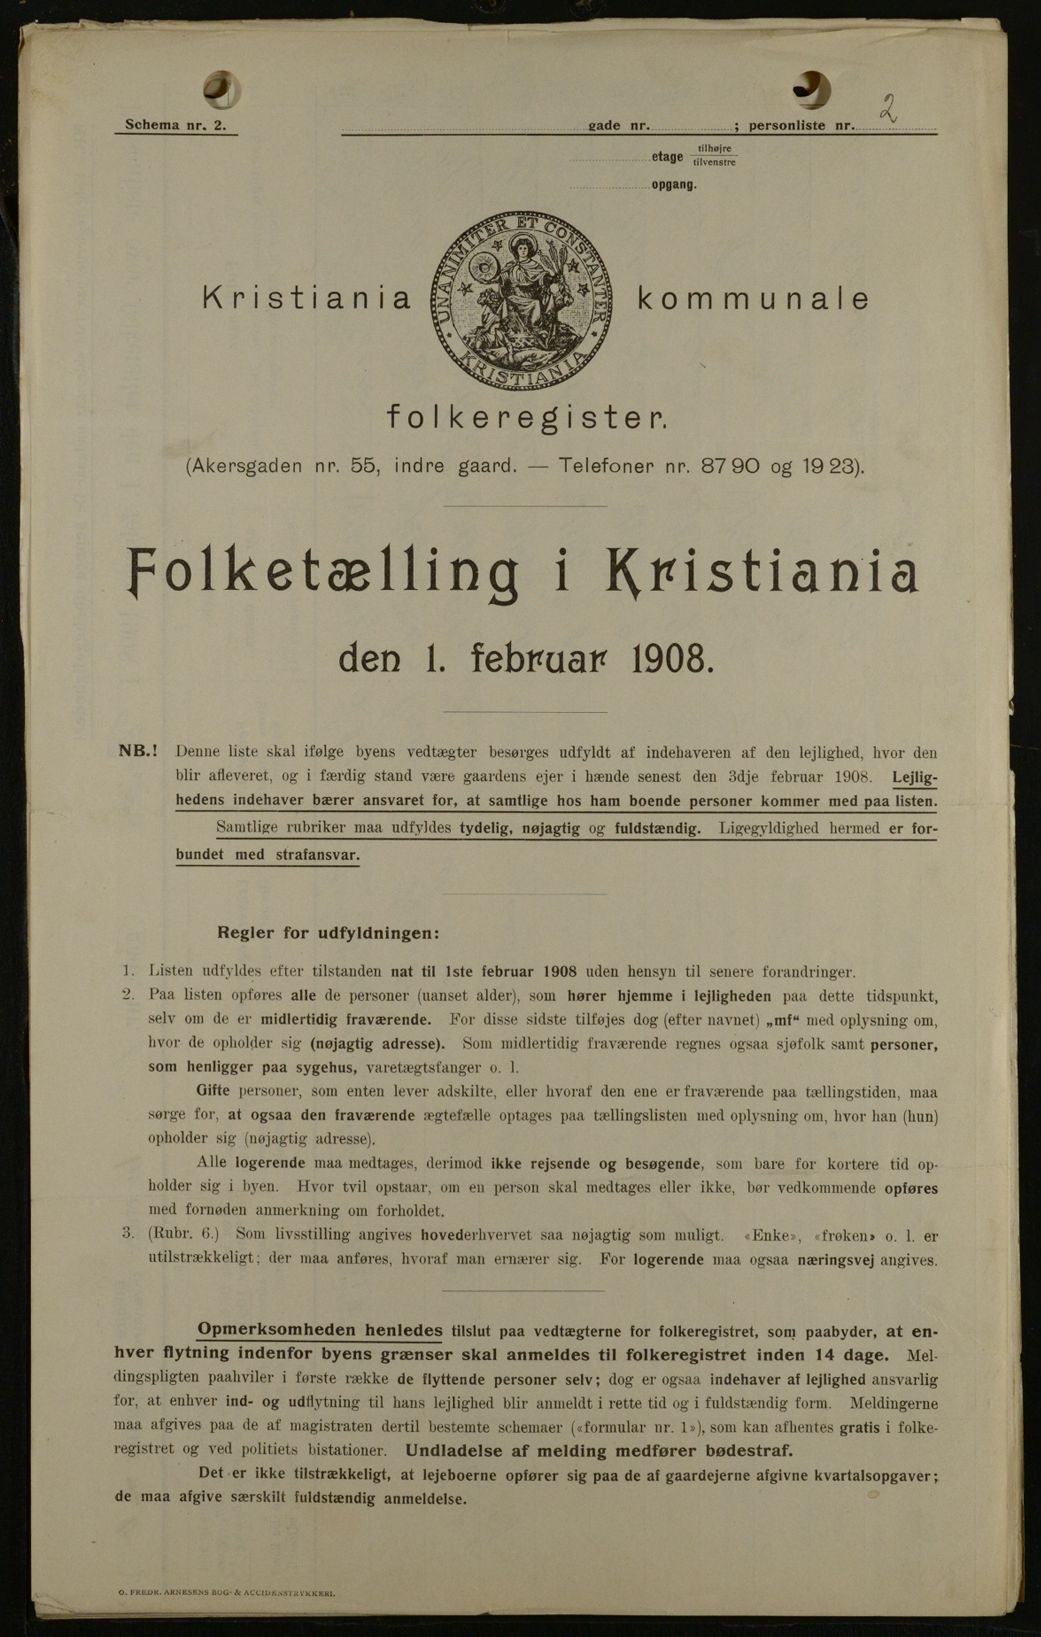 Schema nr. 2.
gade nr. ; personliste nr. 2
etage tilhøjre
tilvenstre
opgang.
UNANIMITER ET CONSTANTER
KRISTIANIA
Kristiania kommunale
folkeregister.
(Akersgaden nr. 55, indre gaard. — Telefoner nr. 87 90 og 19 23).
Folketælling i Kristiania
den 1. februar 1908.
NB.! Denne liste skal ifølge byens vedtægter besørges udfyldt af indehaveren af den lejlighed, hvor den
blir afleveret, og i færdig stand være gaardens ejer i hænde senest den 3dje februar 1908. Lejlig-
hedens indehaver bærer ansvaret for, at samtlige hos ham boende personer kommer med paa listen.
Samtlige rubriker maa udfyldes tydelig, nøjagtig og fuldstændig. Ligegyldighed hermed er for-
bundet med strafansvar.
Regler for udfyldningen:
1. Listen udfyldes efter tilstanden nat til 1ste februar 1908 uden hensyn til senere forandringer.
2. Paa listen opføres alle de personer (uanset alder), som hører hjemme i lejligheden paa dette tidspunkt,
selv om de er midlertidig fraværende. For disse sidste tilføjes dog (efter navnet) „mf“ med oplysning om,
hvor de opholder sig (nøjagtig adresse). Som midlertidig fraværende regnes ogsaa sjøfolk samt personer,
som henligger paa sygehus, varetægtsfanger o. l.
Gifte personer, som enten lever adskilte, eller hvoraf den ene er fraværende paa tællingstiden, maa
sørge for, at ogsaa den fraværende ægtefælle optages paa tællingslisten med oplysning om, hvor han (hun)
opholder sig (nøjagtig adresse).
Alle logerende maa medtages, derimod ikke rejsende og besøgende, som bare for kortere tid op-
holder sig i byen. Hvor tvil opstaar, om en person skal medtages eller ikke, bør vedkommende opføres
med fornøden anmerkning om forholdet.
3. (Rubr. 6.) Som livsstilling angives hovederhvervet saa nøjagtig som muligt. «Enke», «frøken» o. l. er
utilstrækkeligt; der maa anføres, hvoraf man ernærer sig. For logerende maa ogsaa næringsvej angives.
Opmerksomheden henledes tilslut paa vedtægterne for folkeregistret, som paabyder, at en-
hver flytning indenfor byens grænser skal anmeldes til folkeregistret inden 14 dage. Mel-
dingspligten paahviler i første række de flyttende personer selv; dog er ogsaa indehaver af lejlighed ansvarlig
for, at enhver ind- og udflytning til hans lejlighed blir anmeldt i rette tid og i fuldstændig form. Meldingerne
maa afgives paa de af magistraten dertil bestemte schemaer («formular nr. 1»), som kan afhentes gratis i folke-
registret og ved politiets bistationer. Undladelse af melding medfører bødestraf.
Det er ikke tilstrækkeligt, at lejeboerne opfører sig paa de af gaardejerne afgivne kvartalsopgaver;
de maa afgive særskilt fuldstændig anmeldelse.
O. FREDR. ARNESENS BOG- & ACCIDENSTRYKKERI.